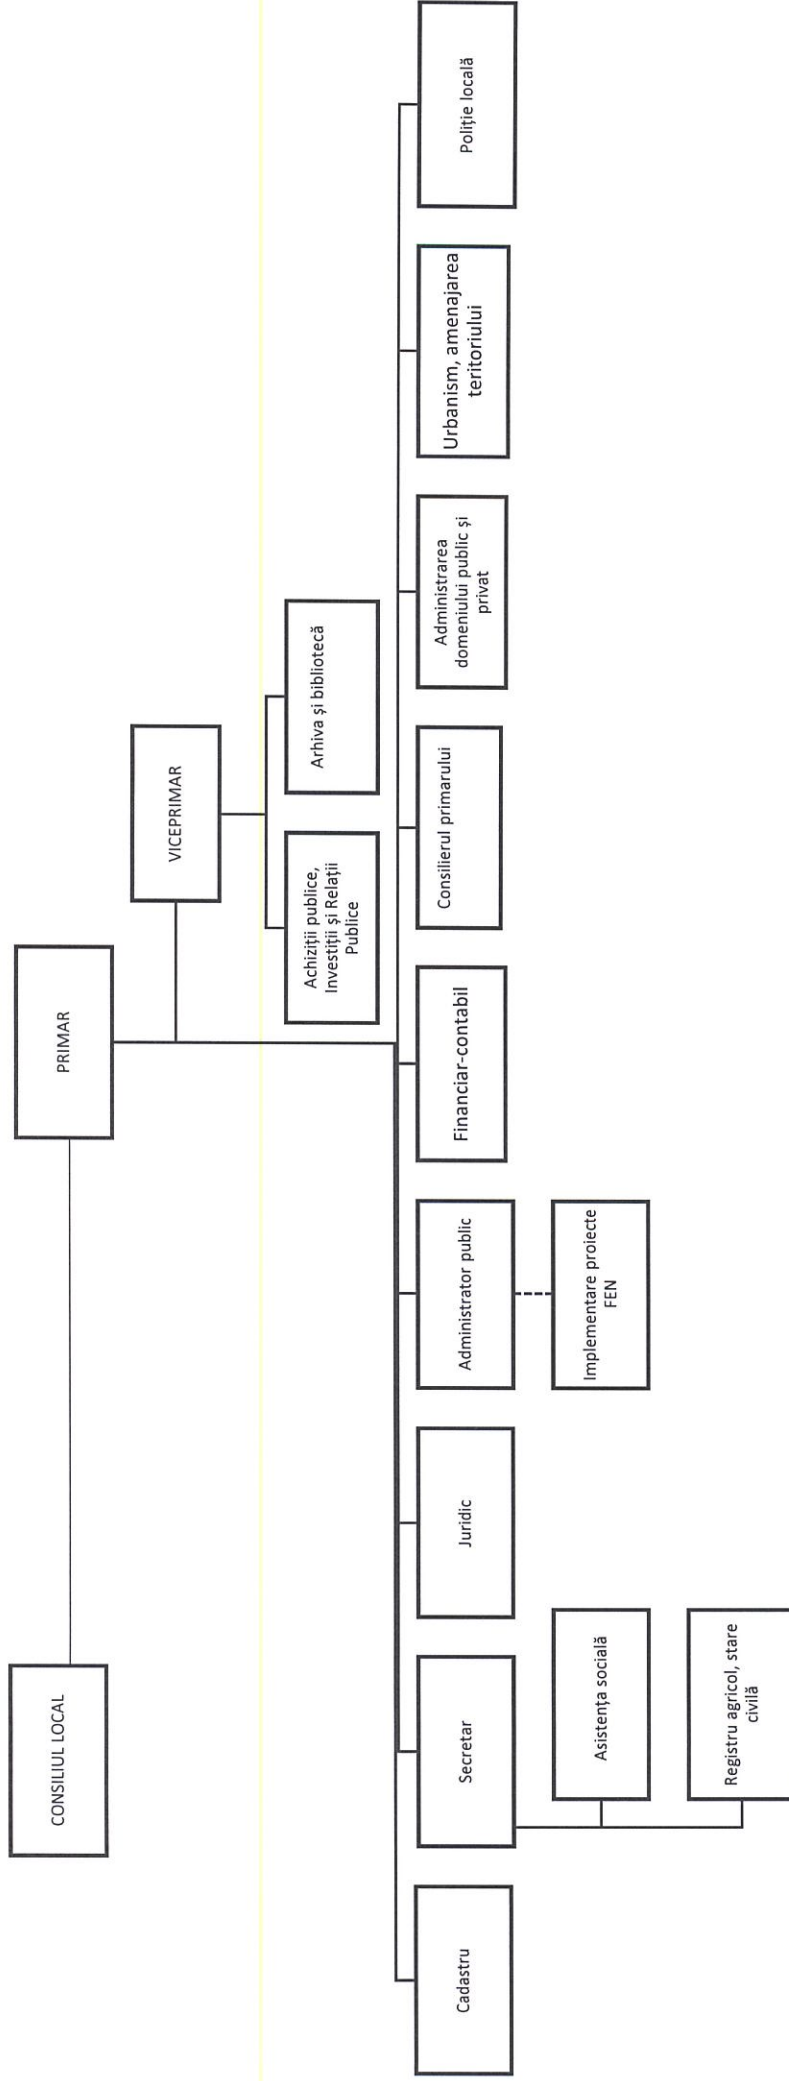 CONSILIUL LOCAL
PRIMAR
VICEPRIMAR
Achiziții publice,
Investiții și Relații
Publice
Arhiva și bibliotecă
Cadastru
Secretar
Juridic
Administrator public
Financiar-contabil
Consilierul primarului
Administrarea
domeniului public și
privat
Urbanism, amenajarea
teritoriului
Poliție locală
Asistența socială
Implementare proiecte
FEN
Registru agricol, stare
civilă